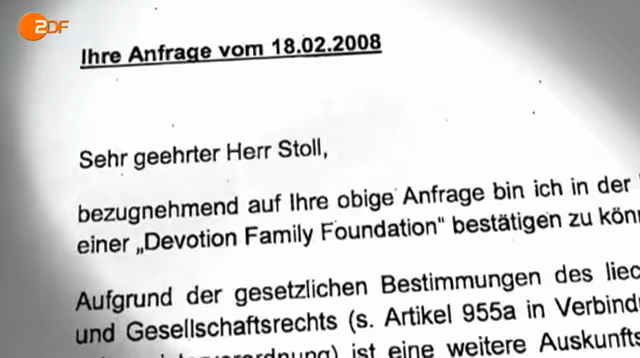 ZDF
Ihre Anfrage vom 18.02.2008
Sehr geehrter Herr Stoll,
bezugnehmend auf Ihre obige Anfrage bin ich in der
einer „Devotion Family Foundation“ bestätigen zu
Aufgrund der gesetzlichen Bestimmungen des
und Gesellschaftsrechts (s. Artikel 955a in
ist eine weitere